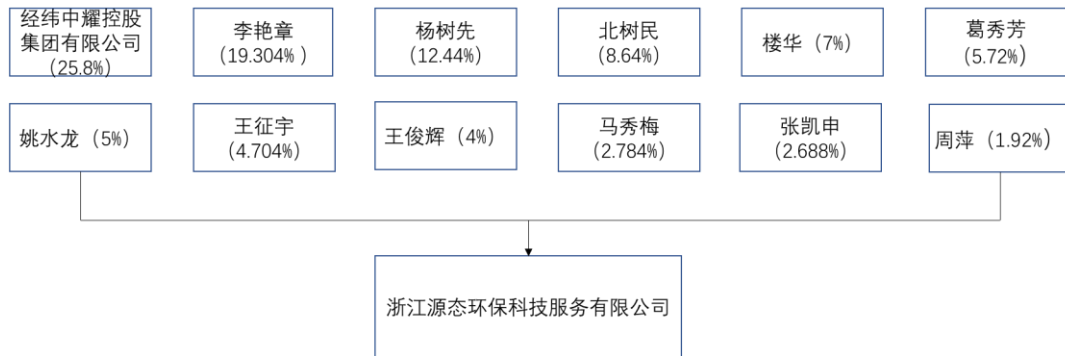 经纬中耀控股
集团有限公司
(25.8%)
李艳章
(19.304% )
杨树先
(12.44%)
北树民
(8.64%)
楼华（7%）
葛秀芳
(5.72%)
姚水龙（5%）
王征宇
(4.704%)
王俊辉（4%）
马秀梅
(2.784%)
张凯申
(2.688%)
周萍（1.92%）
浙江源态环保科技服务有限公司